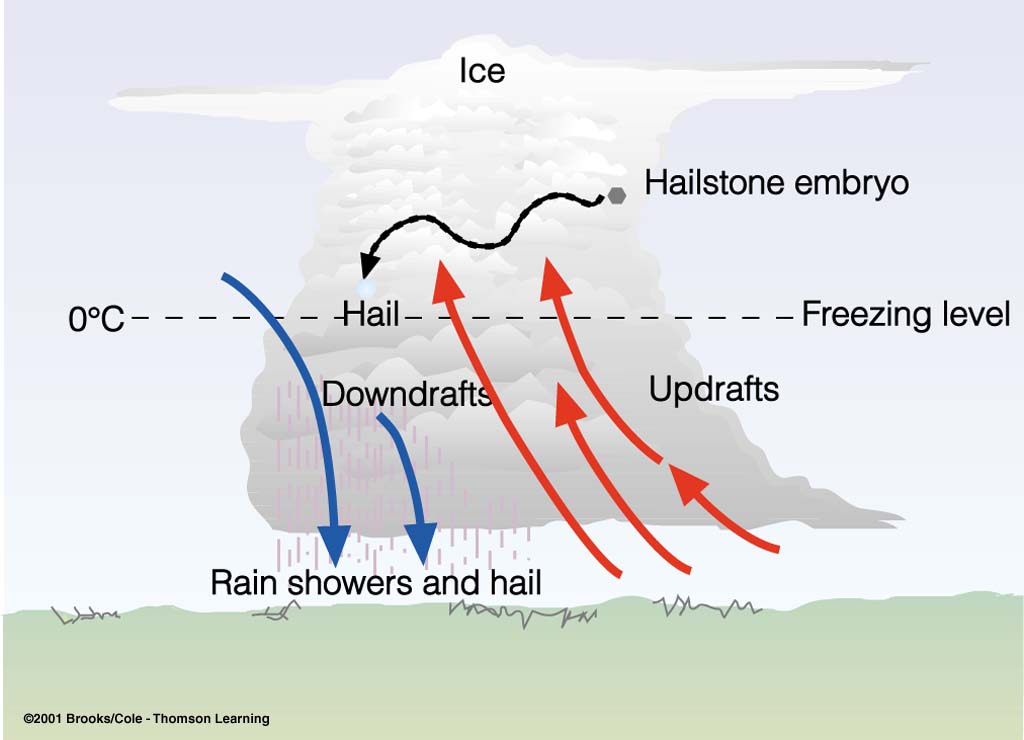 Ice
Hailstone embryo
0°C
Hail
Freezing level
Downdrafts
Updrafts
Rain showers and hail
©2001 Brooks/Cole - Thomson Learning